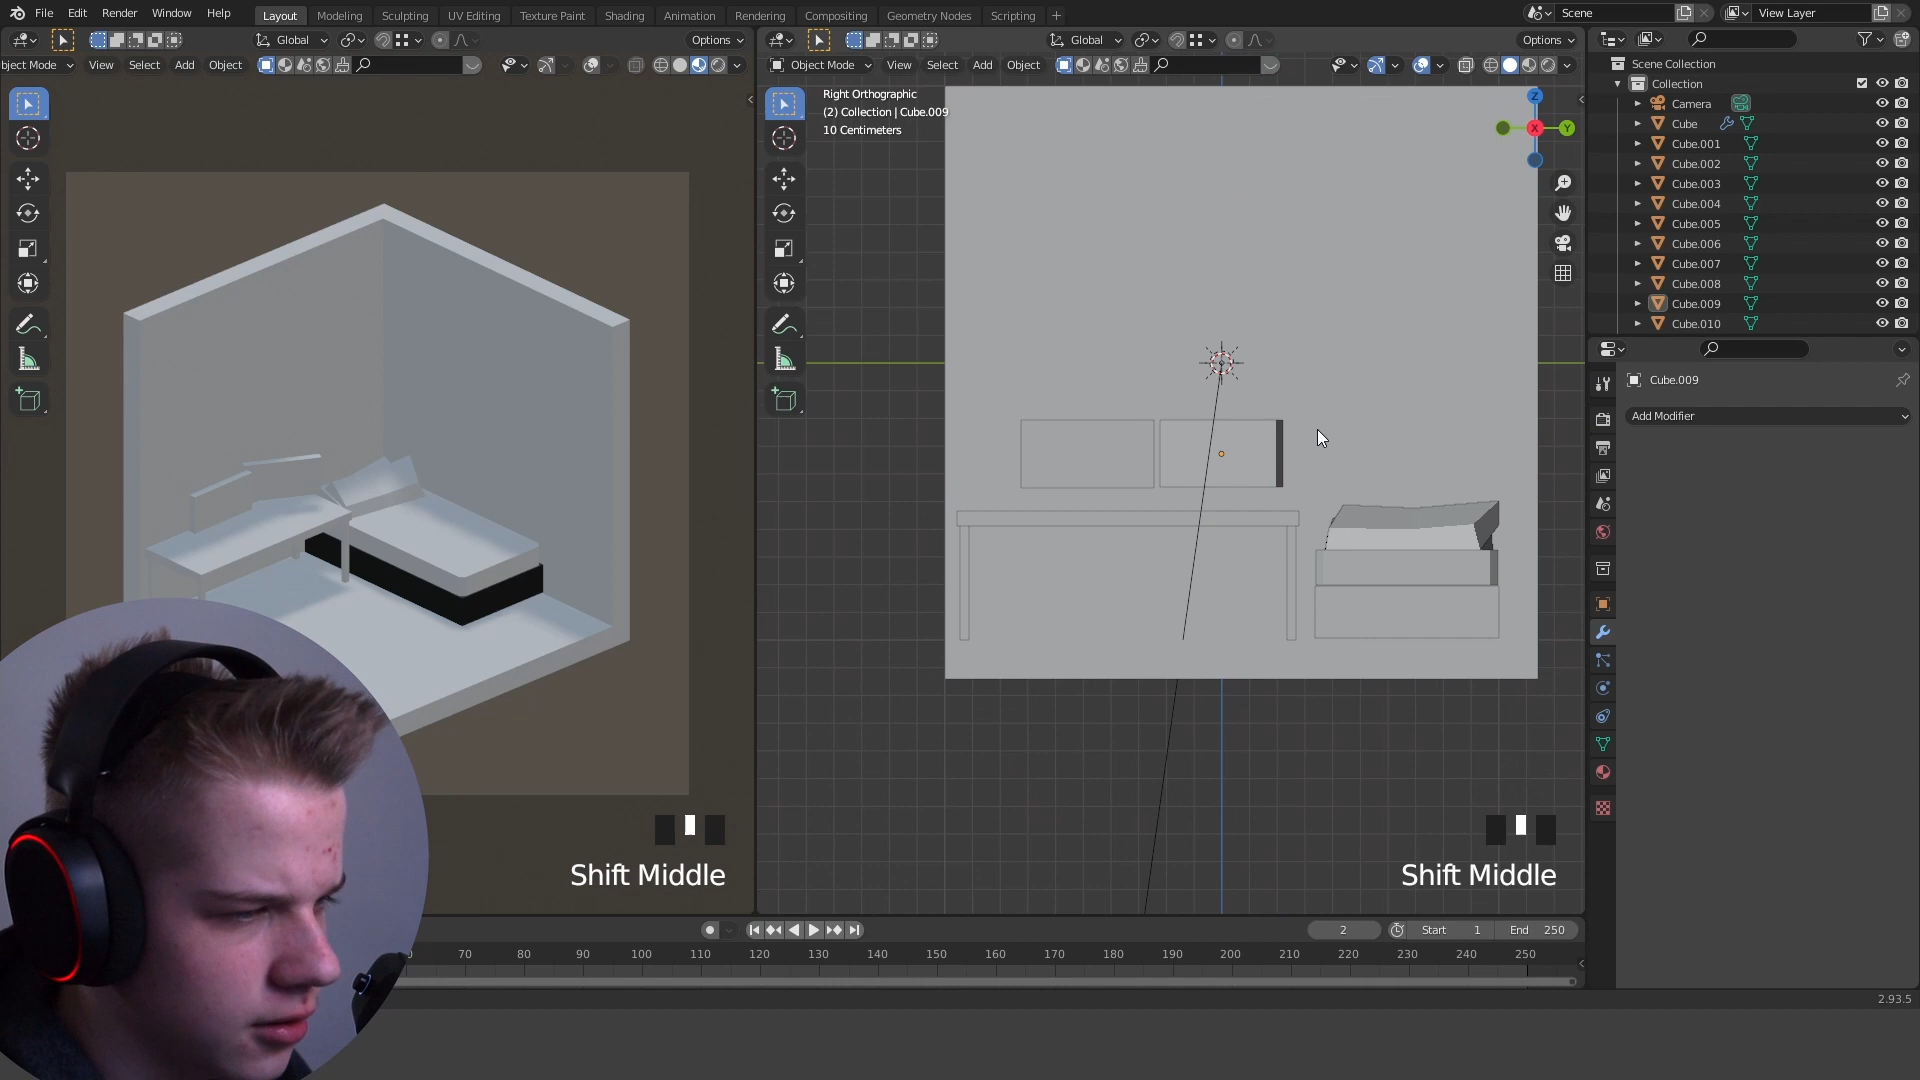 File Edit Render Window Help Layout Modeling Sculpting UV Editing Texture Paint Shading Animation Rendering Compositing Geometry Nodes Scripting + Scene View Layer
Global Options
Global Options
bject Mode View Select Add Object
Object Mode View Select Add Object
Right Orthographic
(2) Collection | Cube.009
10 Centimeters
Z
X
Y
Scene Collection
Collection
Camera
Cube
Cube.001
Cube.002
Cube.003
Cube.004
Cube.005
Cube.006
Cube.007
Cube.008
Cube.009
Cube.010
Cube.009
Add Modifier
Shift Middle
Shift Middle
2 Start 1 End 250
70 80 90 100 110 120 130 140 150 160 170 180 190 200 210 220 230 240 250
2.93.5